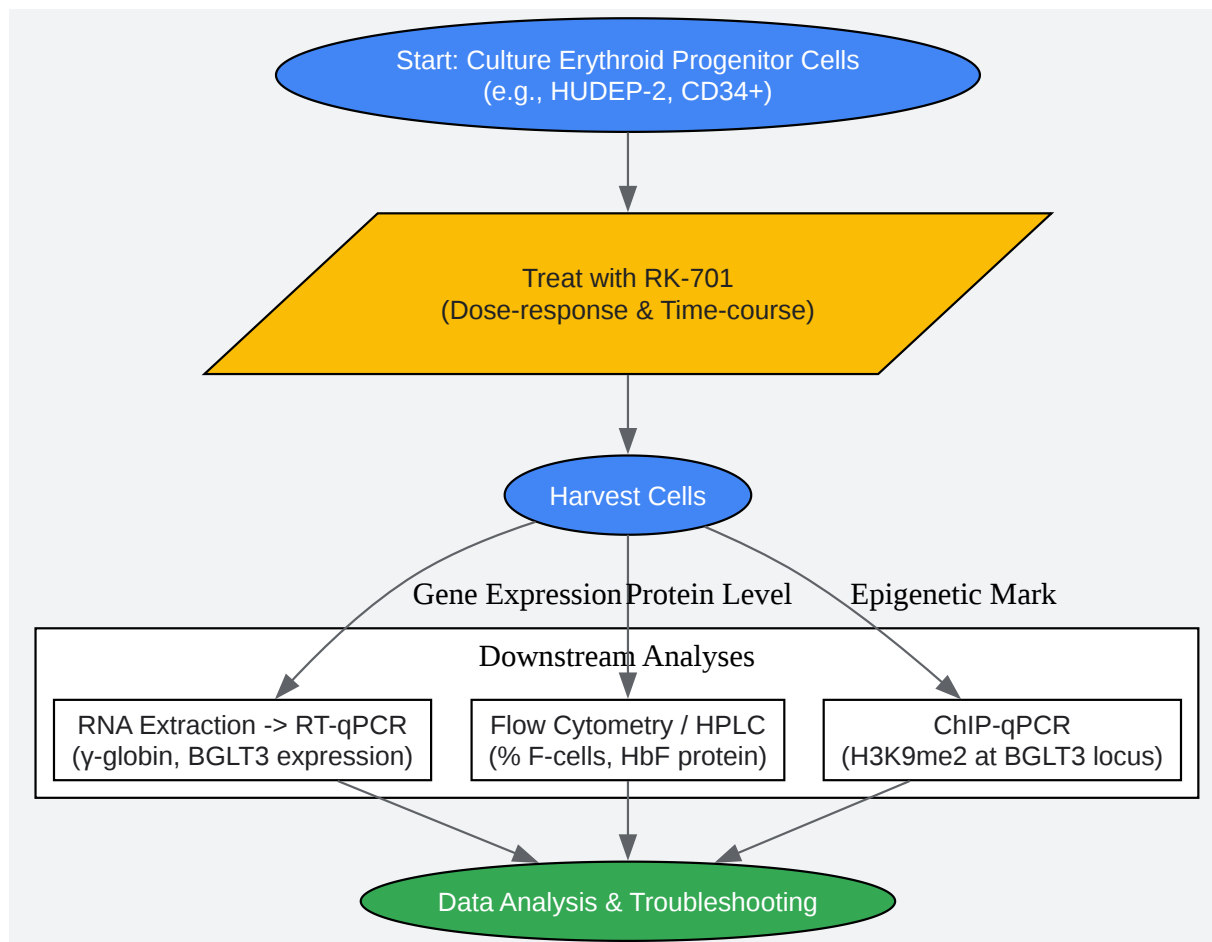 Start: Culture Erythroid Progenitor Cells
(e.g., HUDEP-2, CD34+)
Treat with RK-701
(Dose-response & Time-course)
Harvest Cells
Gene Expression
Protein Level
Epigenetic Mark
Downstream Analyses
RNA Extraction -> RT-qPCR
(γ-globin, BGLT3 expression)
Flow Cytometry / HPLC
(% F-cells, HbF protein)
ChIP-qPCR
(H3K9me2 at BGLT3 locus)
Data Analysis & Troubleshooting